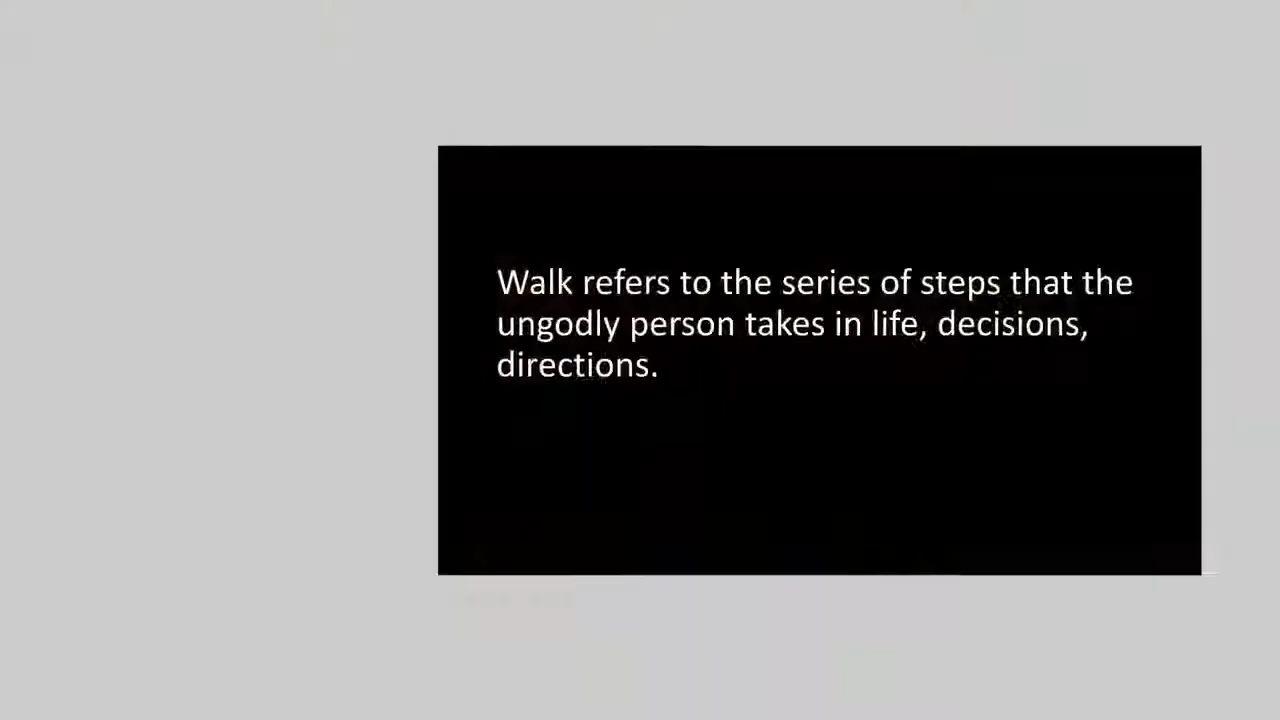 Walk refers to the series of steps that the
ungodly person takes in life, decisions,
directions.